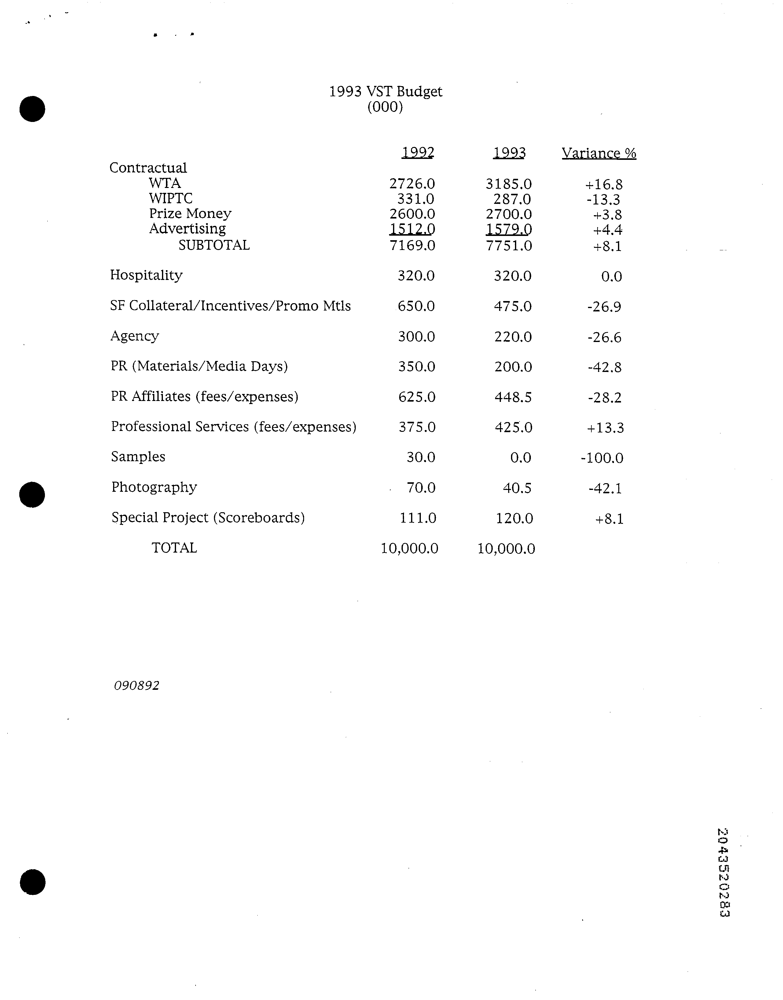 1993 VST Budget
(000)
1992 1993 Variance %
Contractual
WTA 2726.0 3185.0 +16.8
WIPTC 331.0 287.0 -13.3
Prize Money 2600.0 2700.0 +3.8
Advertising 1512.0 1579.0 +4.4
SUBTOTAL 7169.0 7751.0 +8.1
Hospitality 320.0 320.0 0.0
SF Collateral/Incentives/Promo Mtls 650.0 475.0 -26.9
Agency 300.0 220.0 -26.6
PR (Materials/Media Days) 350.0 200.0 -42.8
PR Affiliates (fees/expenses) 625.0 448.5 -28.2
Professional Services (fees/expenses) 375.0 425.0 +13.3
Samples 30.0 0.0 -100.0
Photography 70.0 40.5 -42.1
Special Project (Scoreboards) 111.0 120.0 +8.1
TOTAL 10,000.0 10,000.0
090892
2043520283